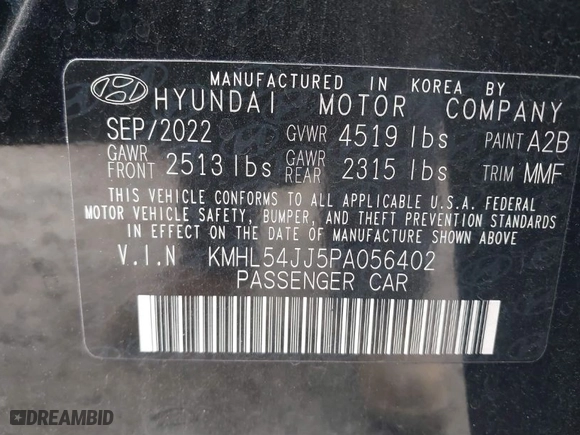 MANUFACTURED IN KOREA BY
HYUNDAI MOTOR COMPANY
SEP/2022 GVWR 4519 lbs PAINT A2B
GAWR FRONT 2513 lbs GAWR REAR 2315 lbs TRIM MMF
THIS VEHICLE CONFORMS TO ALL APPLICABLE U.S.A. FEDERAL
MOTOR VEHICLE SAFETY, BUMPER, AND THEFT PREVENTION STANDARDS
IN EFFECT ON THE DATE OF MANUFACTURE SHOWN ABOVE.
V.I.N KMHL54JJ5PA056402
PASSENGER CAR
DREAMBID